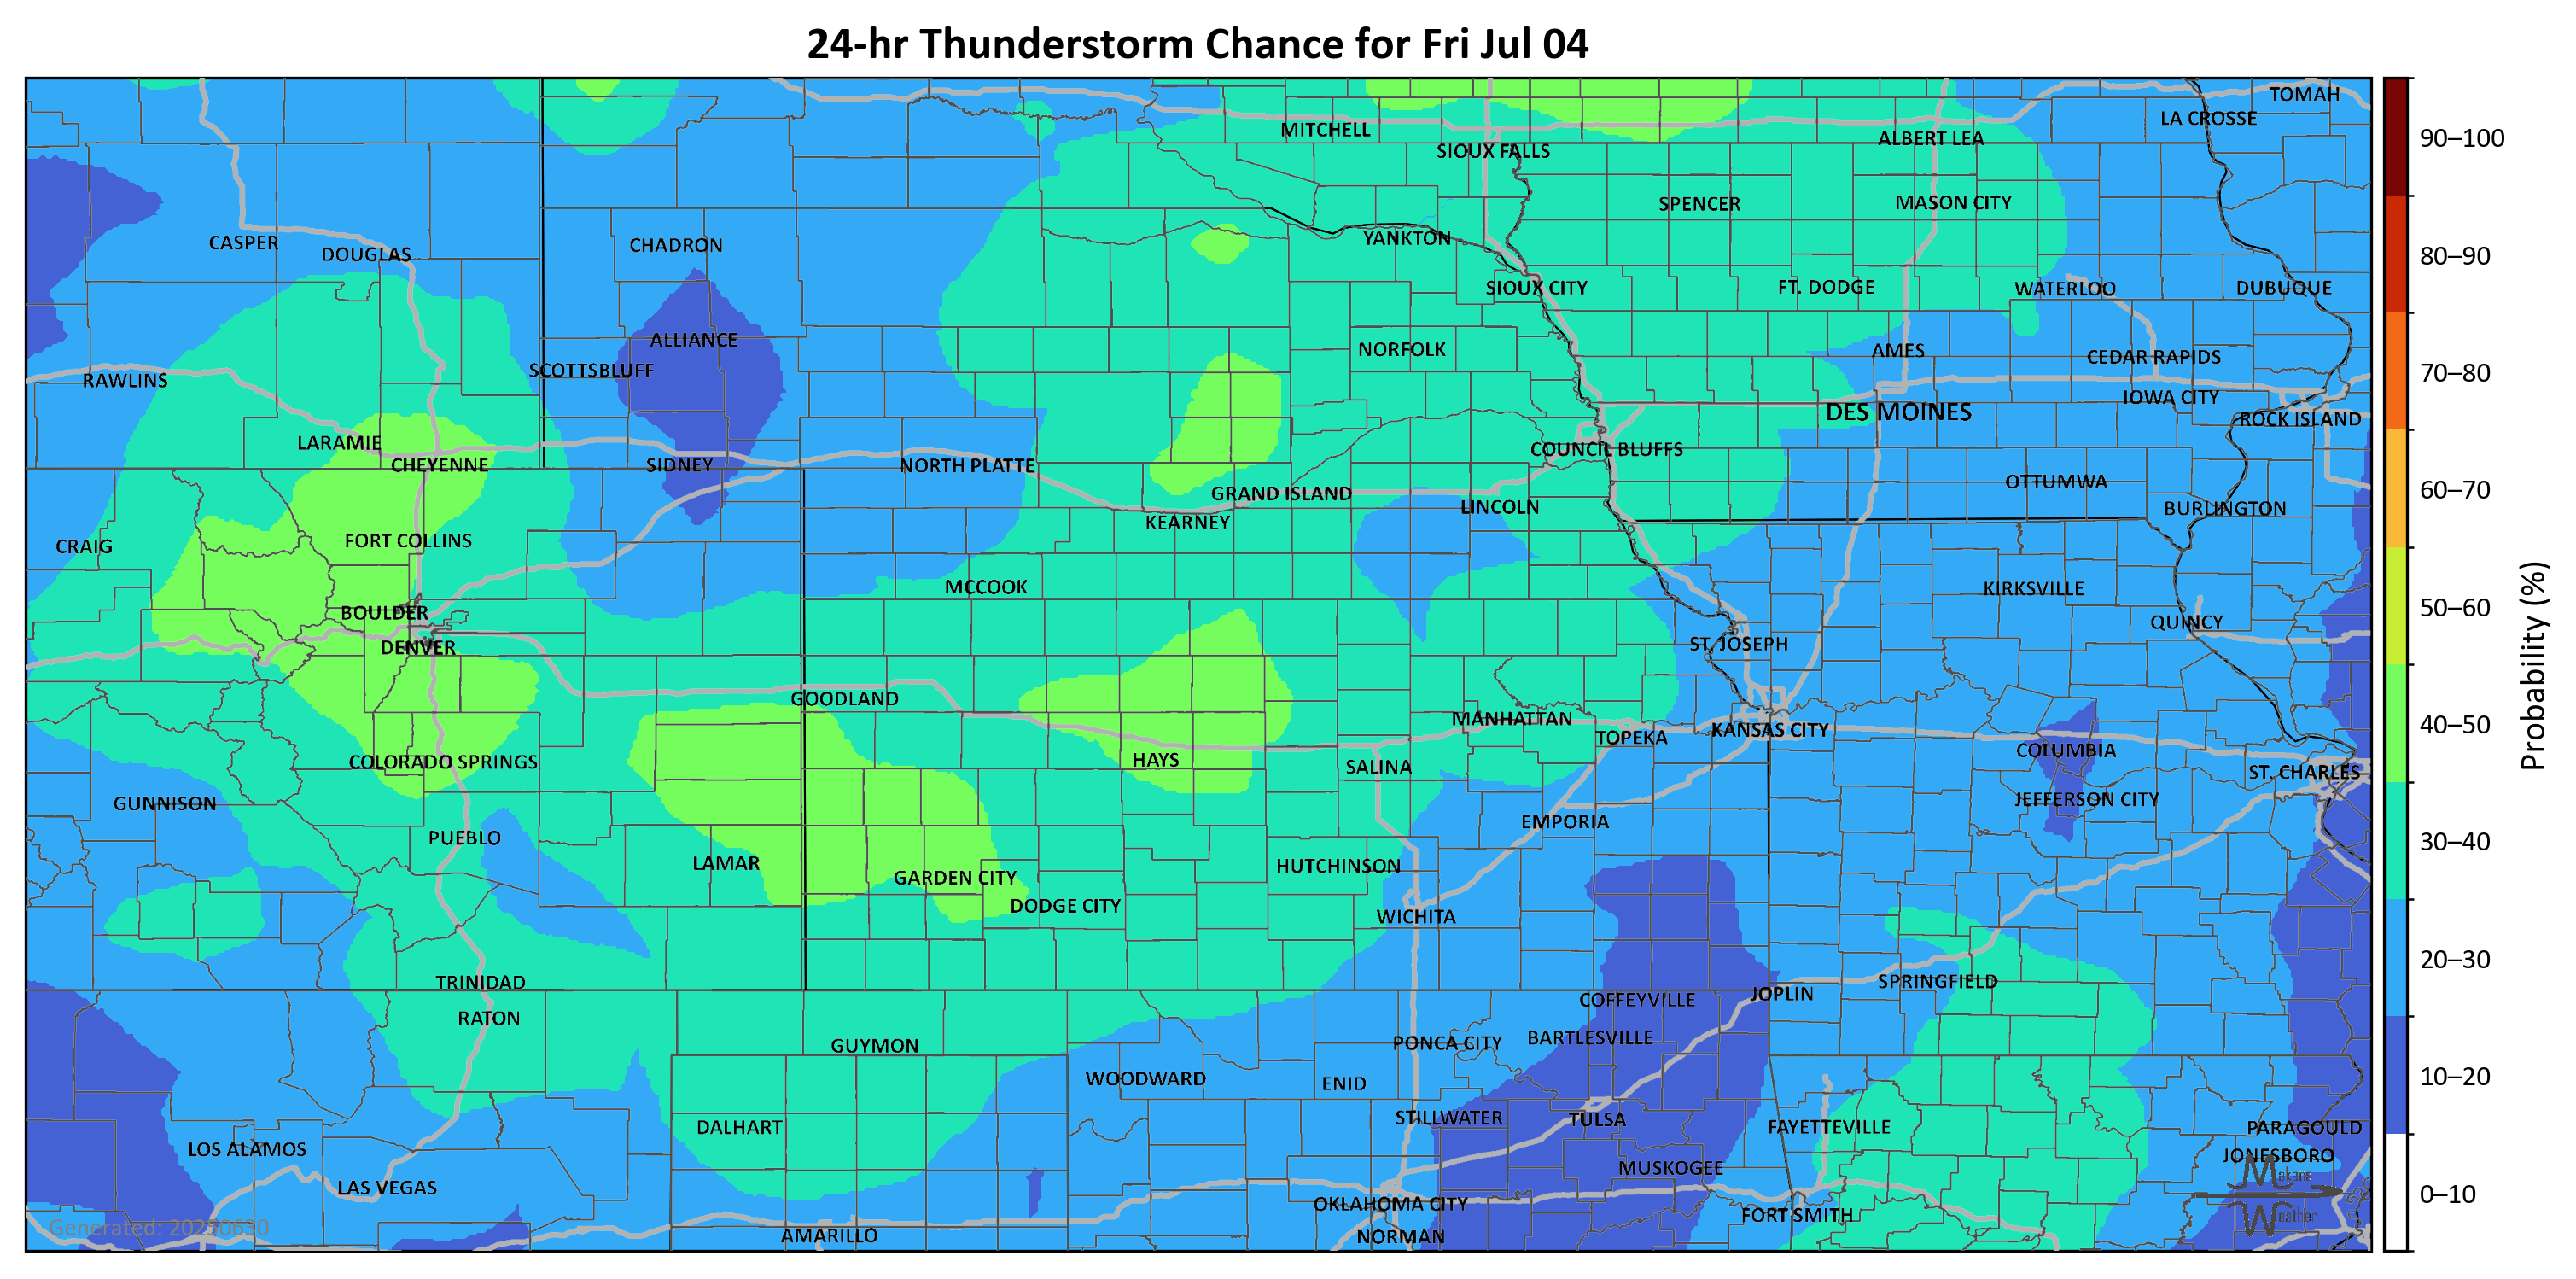 24-hr Thunderstorm Chance for Fri Jul 04
TOMAH
LA CROSSE
MITCHELL
ALBERT LEA
SIOUX FALLS
SPENCER
MASON CITY
CASPER
DOUGLAS
CHADRON
YANKTON
SIOUX CITY
FT. DODGE
WATERLOO
DUBUQUE
ALLIANCE
NORFOLK
AMES
CEDAR RAPIDS
RAWLINS
SCOTTSBLUFF
IOWA CITY
DES MOINES
ROCK ISLAND
LARAMIE
COUNCIL BLUFFS
CHEYENNE
SIDNEY
NORTH PLATTE
OTTUMWA
GRAND ISLAND
LINCOLN
BURLINGTON
KEARNEY
CRAIG
FORT COLLINS
MCCOOK
KIRKSVILLE
BOULDER
QUINCY
DENVER
ST. JOSEPH
GOODLAND
MANHATTAN
TOPEKA
KANSAS CITY
COLUMBIA
COLORADO SPRINGS
HAYS
SALINA
ST. CHARLES
GUNNISON
JEFFERSON CITY
PUEBLO
EMPORIA
LAMAR
GARDEN CITY
HUTCHINSON
DODGE CITY
WICHITA
TRINIDAD
SPRINGFIELD
JOPLIN
COFFEYVILLE
RATON
GUYMON
PONCA CITY
BARTLESVILLE
WOODWARD
ENID
DALHART
STILLWATER
TULSA
FAYETTEVILLE
PARAGOULD
LOS ALAMOS
JONESBORO
MUSKOGEE
LAS VEGAS
OKLAHOMA CITY
FORT SMITH
AMARILLO
NORMAN
Generated: 20250630
Makens
Weather
90–100
80–90
70–80
60–70
50–60
40–50
30–40
20–30
10–20
0–10
Probability (%)